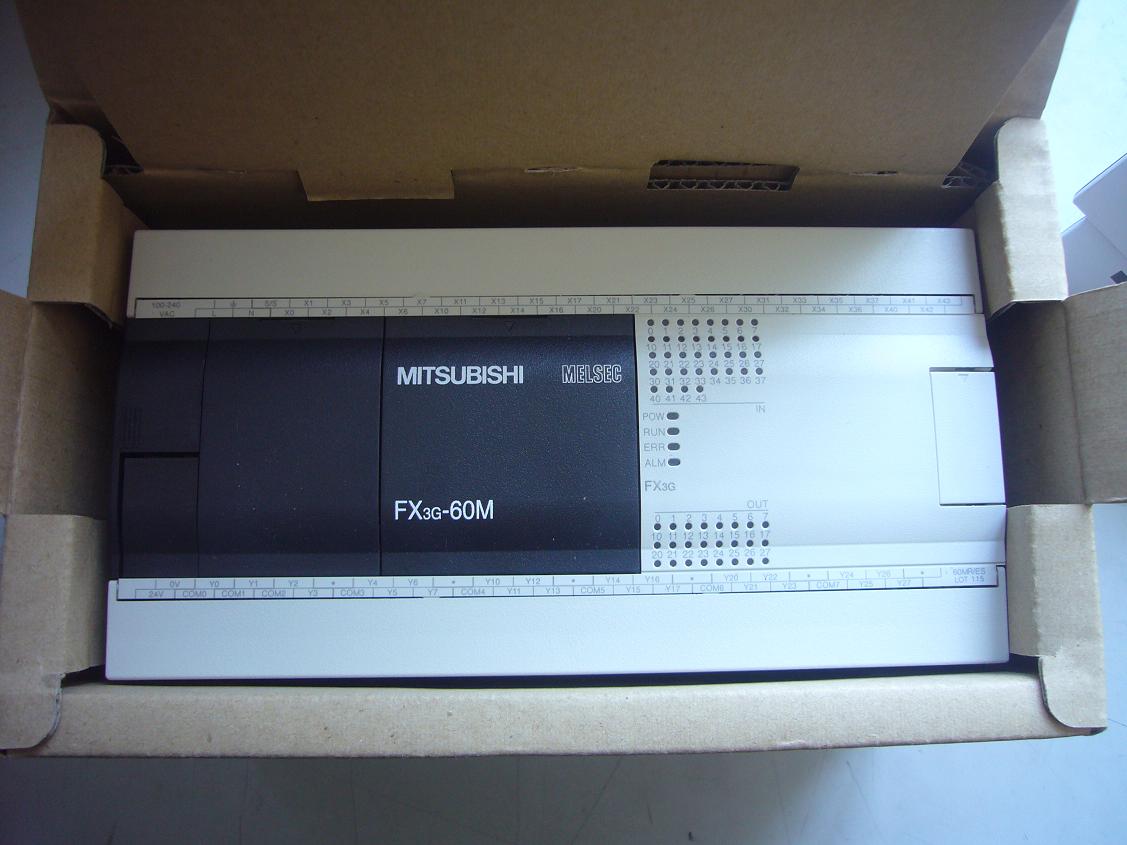 100-240 ⏚ S/S X1 X3 X5 X7 X11 X13 X15 X17 X21 X23 X25 X27 X31 X33 X35 X37 X41 X43
VAC L N X0 X2 X4 X6 X10 X12 X14 X16 X20 X22 X24 X26 X30 X32 X34 X36 X40 X42
MITSUBISHI MELSEC
FX3G-60M
0 1 2 3 4 5 6 7
10 11 12 13 14 15 16 17
20 21 22 23 24 25 26 27
30 31 32 33 34 35 36 37
40 41 42 43
IN
POW
RUN
ERR
ALM
FX3G
OUT
0 1 2 3 4 5 6 7
10 11 12 13 14 15 16 17
20 21 22 23 24 25 26 27
0V Y0 Y1 Y2 • Y4 Y6 • Y10 Y12 • Y14 Y16 • Y20 Y22 • Y24 Y26 • 60MR/ES
24V COM0 COM1 COM2 Y3 COM3 Y5 Y7 COM4 Y11 Y13 COM5 Y15 Y17 COM6 Y21 Y23 COM7 Y25 Y27 LOT 115